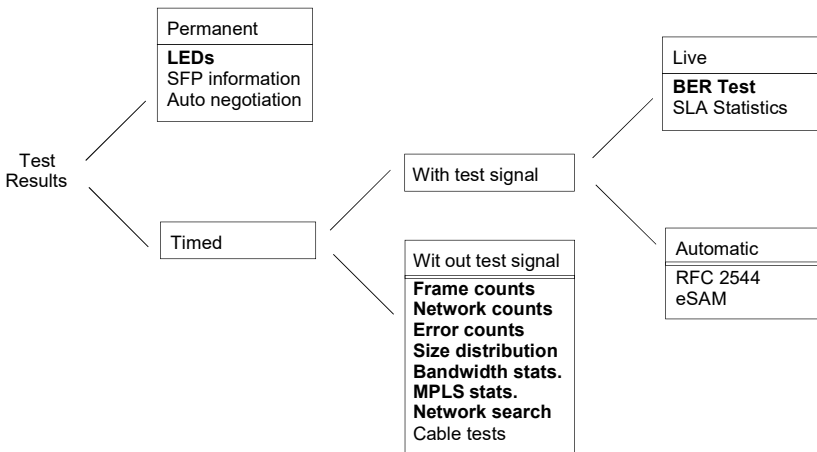 Permanent
LEDs
SFP information
Auto negotiation
Live
BER Test
SLA Statistics
Test
Results
With test signal
Timed
Wit out test signal
Frame counts
Network counts
Error counts
Size distribution
Bandwidth stats.
MPLS stats.
Network search
Cable tests
Automatic
RFC 2544
eSAM